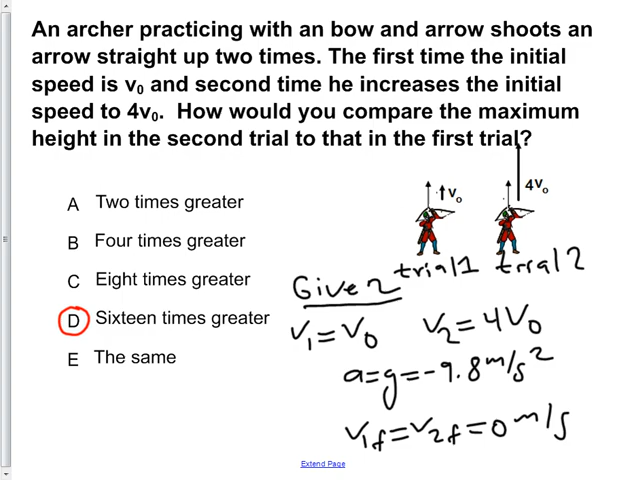 An archer practicing with an bow and arrow shoots an
arrow straight up two times. The first time the initial
speed is v₀ and second time he increases the initial
speed to 4v₀. How would you compare the maximum
height in the second trial to that in the first trial?
v₀
4v₀
A Two times greater
B Four times greater
C Eight times greater
D Sixteen times greater
E The same
trial 1 trial 2
Given
v₁ = v₀ v₂ = 4v₀
a = g = -9.8 m/s²
v₁f = v₂f = 0 m/s
Extend Page